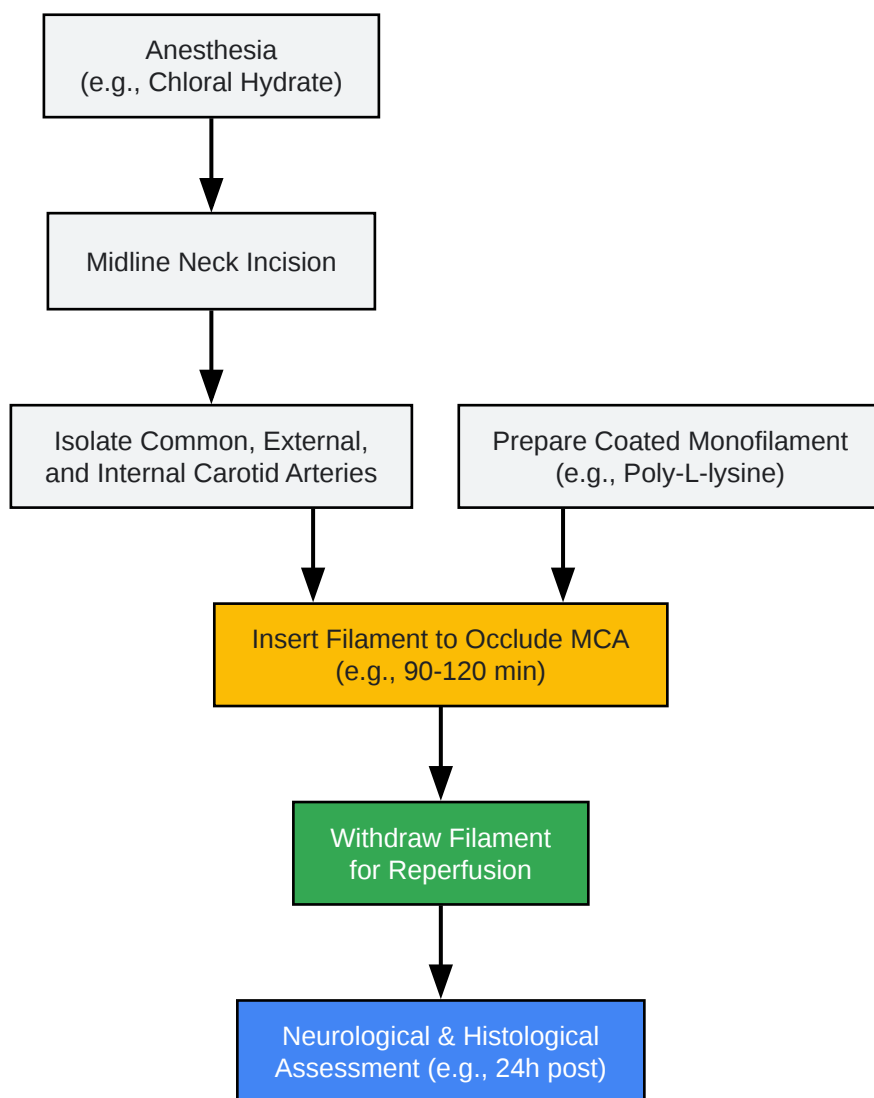 Anesthesia
(e.g., Chloral Hydrate)
Midline Neck Incision
Isolate Common, External,
and Internal Carotid Arteries
Prepare Coated Monofilament
(e.g., Poly-L-lysine)
Insert Filament to Occlude MCA
(e.g., 90-120 min)
Withdraw Filament
for Reperfusion
Neurological & Histological
Assessment (e.g., 24h post)